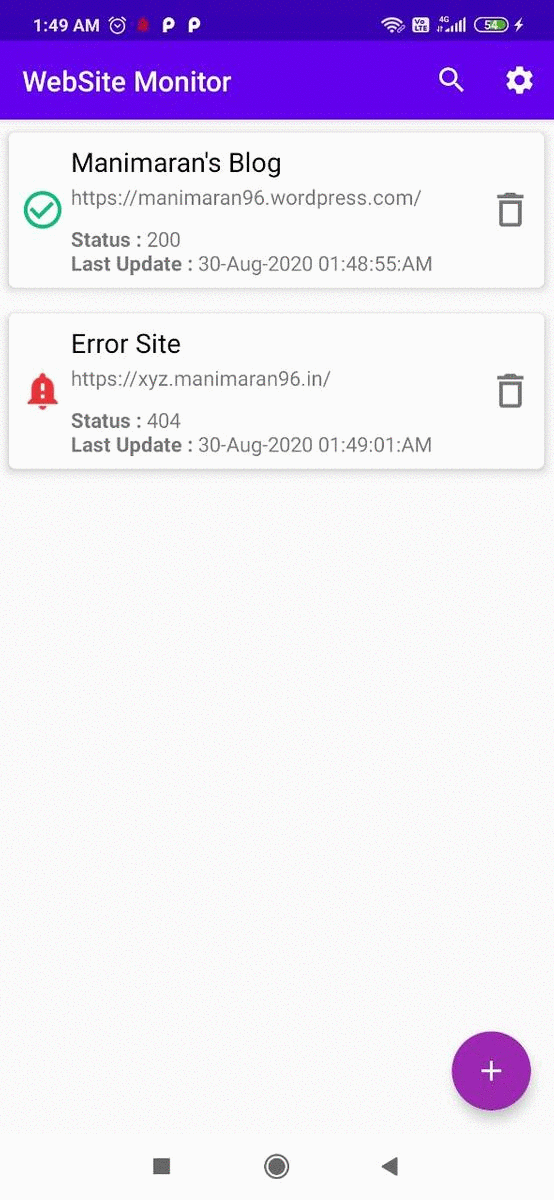 1:49 AM
Vo LTE 4G 54
WebSite Monitor
Manimaran's Blog
https://manimaran96.wordpress.com/
Status : 200
Last Update : 30-Aug-2020 01:48:55:AM
Error Site
https://xyz.manimaran96.in/
Status : 404
Last Update : 30-Aug-2020 01:49:01:AM